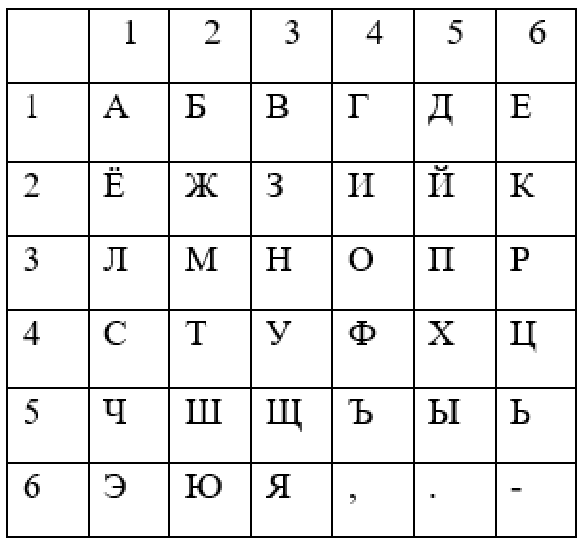 1 2 3 4 5 6
1 А Б В Г Д Е
2 Ё Ж З И Й К
3 Л М Н О П Р
4 С Т У Ф Х Ц
5 Ч Ш Щ Ъ Ы Ь
6 Э Ю Я , . -